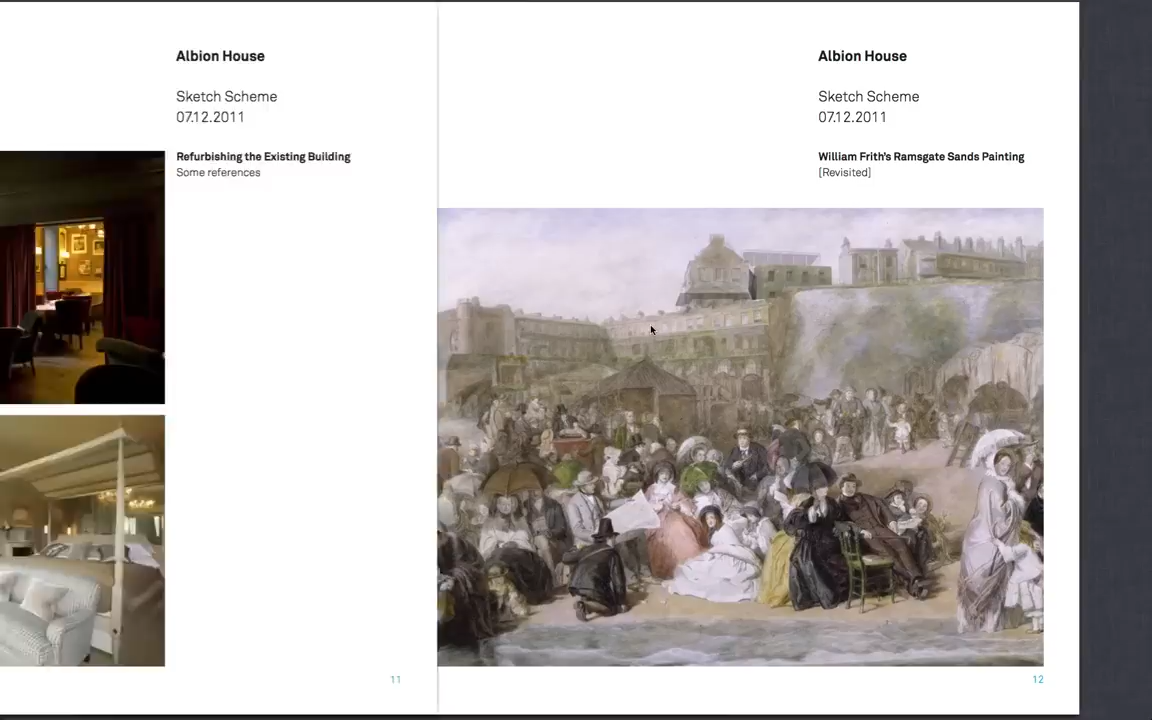 Albion House
Sketch Scheme
07.12.2011
Refurbishing the Existing Building
Some references
11
Albion House
Sketch Scheme
07.12.2011
William Frith's Ramsgate Sands Painting
[Revisited]
12